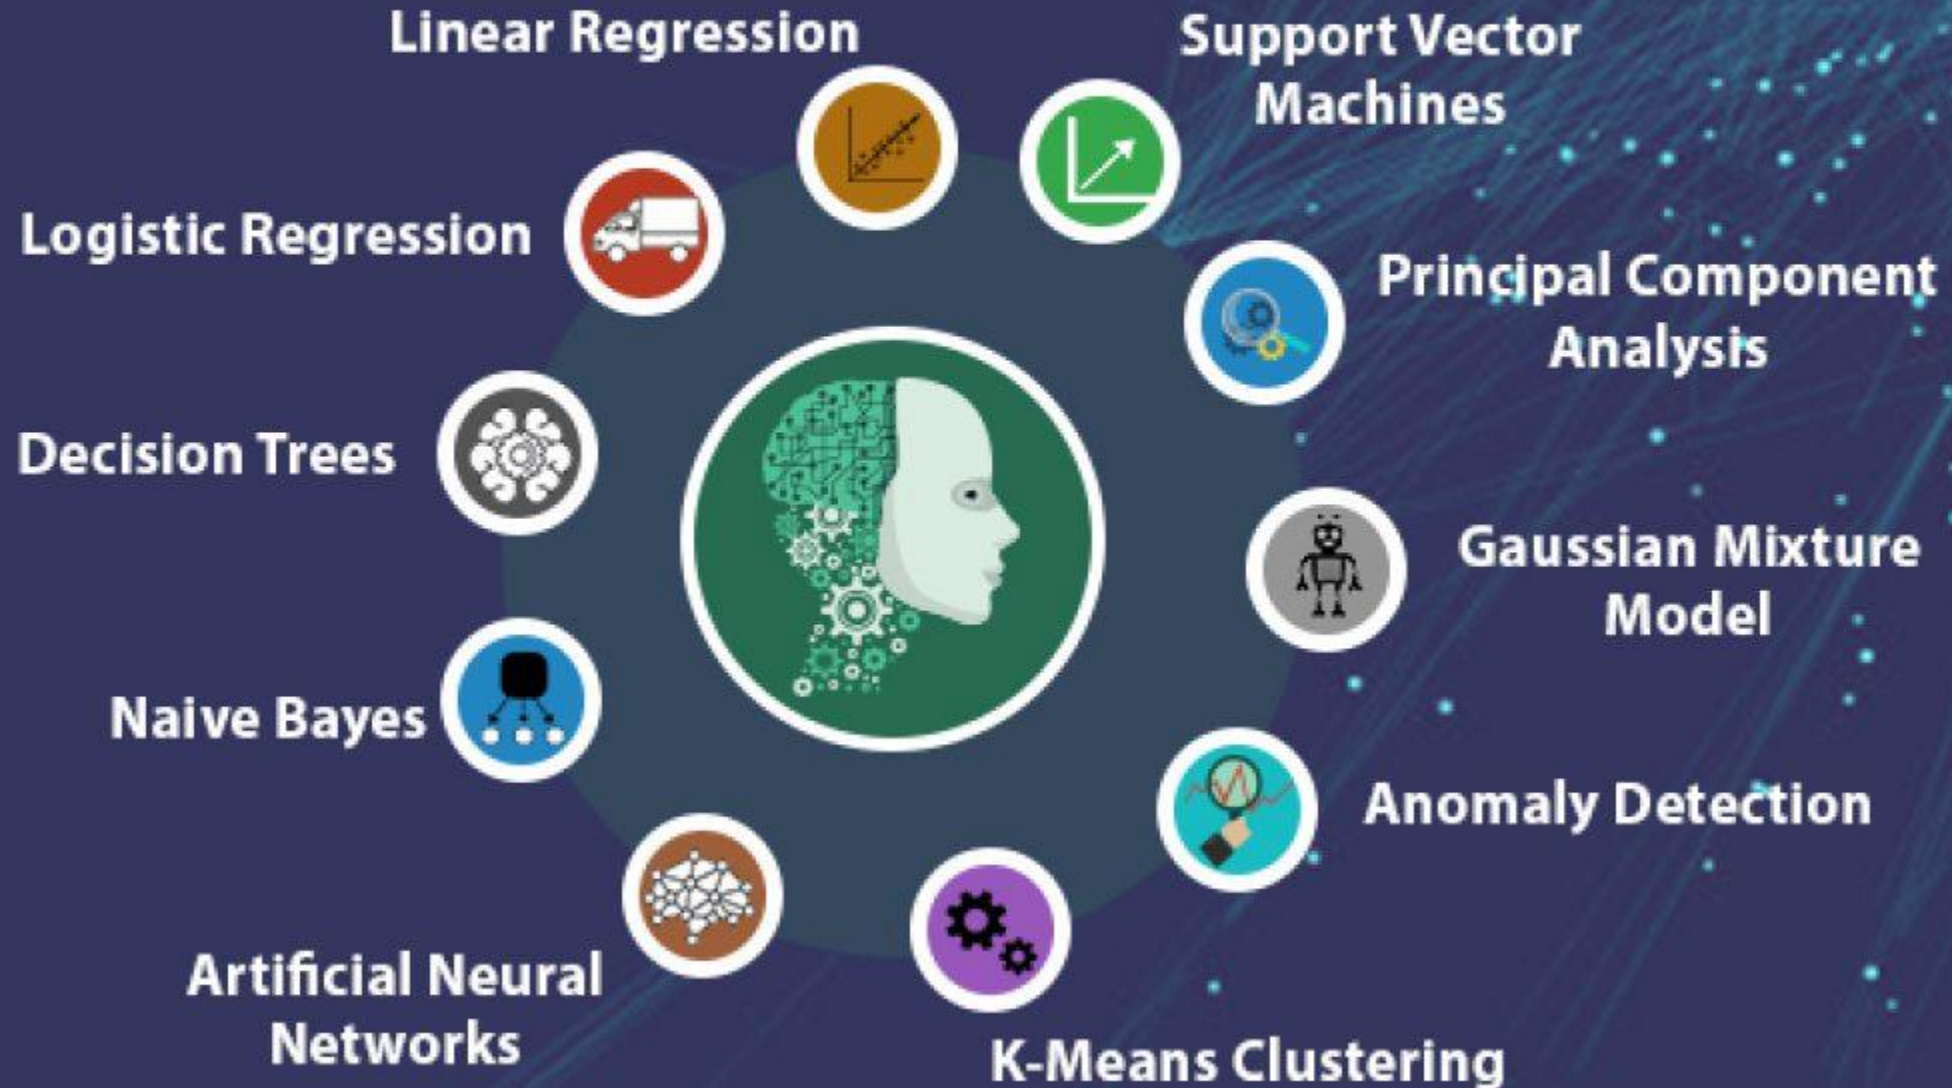 Linear Regression
Support Vector
Machines
Logistic Regression
Principal Component
Analysis
Decision Trees
Gaussian Mixture
Model
Naive Bayes
Anomaly Detection
Artificial Neural
Networks
K-Means Clustering